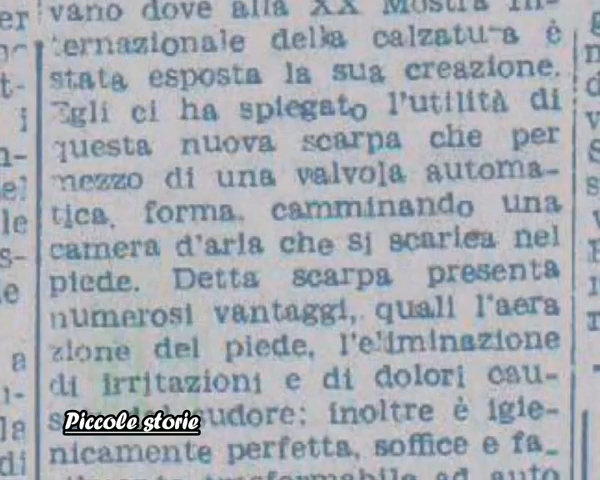 vano dove alla XX Mostra In-
ternazionale della calzatura è
stata esposta la sua creazione.
Egli ci ha spiegato l'utilità di
questa nuova scarpa che per
mezzo di una valvola automa-
tica, forma, camminando una
camera d'aria che si scarica nel
piede. Detta scarpa presenta
numerosi vantaggi, quali l'aera
zione del piede, l'eliminazione
di irritazioni e di dolori cau-
sudore; inoltre è igie-
Piccole storie
nicamente perfetta, soffice e fa-
trasformabile ad auto